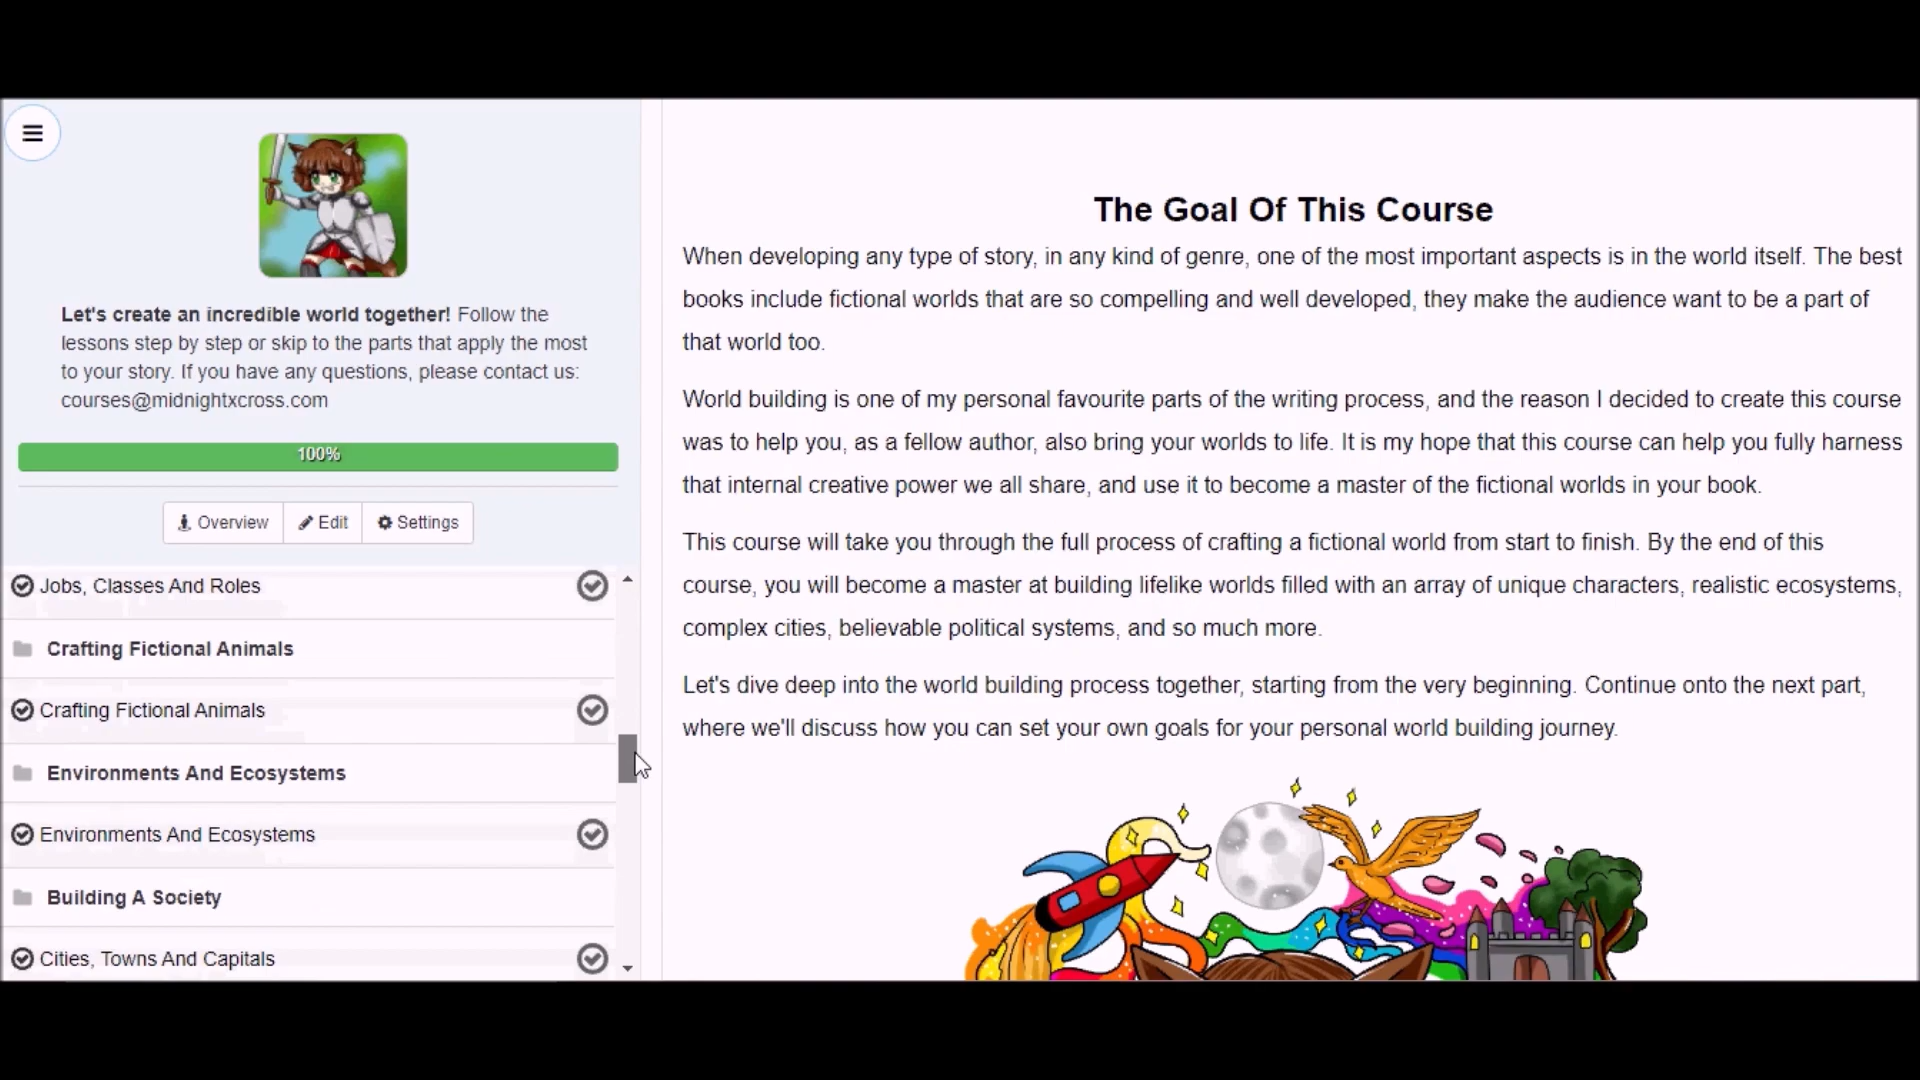 Let's create an incredible world together! Follow the
lessons step by step or skip to the parts that apply the most
to your story. If you have any questions, please contact us:
courses@midnightxcross.com
100%
Overview
Edit
Settings
Jobs, Classes And Roles
Crafting Fictional Animals
Crafting Fictional Animals
Environments And Ecosystems
Environments And Ecosystems
Building A Society
Cities, Towns And Capitals
The Goal Of This Course
When developing any type of story, in any kind of genre, one of the most important aspects is in the world itself. The best
books include fictional worlds that are so compelling and well developed, they make the audience want to be a part of
that world too.
World building is one of my personal favourite parts of the writing process, and the reason I decided to create this course
was to help you, as a fellow author, also bring your worlds to life. It is my hope that this course can help you fully harness
that internal creative power we all share, and use it to become a master of the fictional worlds in your book.
This course will take you through the full process of crafting a fictional world from start to finish. By the end of this
course, you will become a master at building lifelike worlds filled with an array of unique characters, realistic ecosystems,
complex cities, believable political systems, and so much more.
Let's dive deep into the world building process together, starting from the very beginning. Continue onto the next part,
where we'll discuss how you can set your own goals for your personal world building journey.